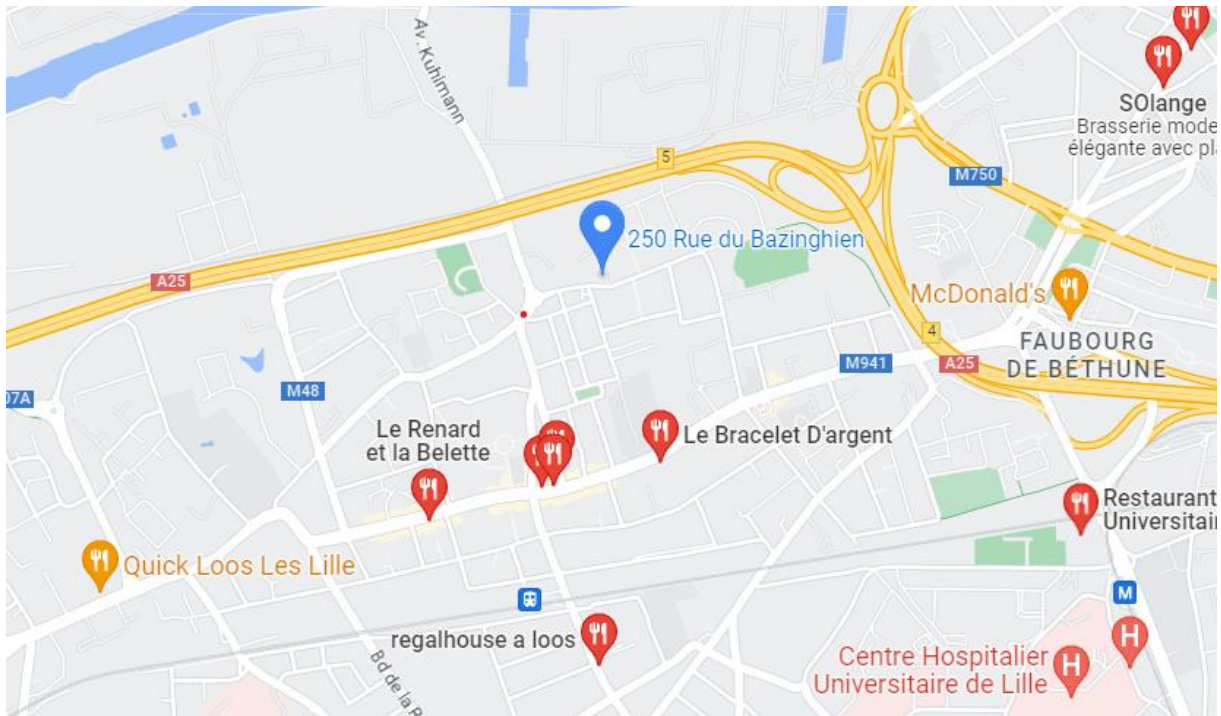 Av. Kuhlmann
SOlange
Brasserie mode
élégante avec pla
5
M750
250 Rue du Bazinghien
A25
McDonald's
4
FAUBOURG
DE BÉTHUNE
M941
A25
07A
M48
Le Renard
et la Belette
Le Bracelet D'argent
Restaurant
Universitair
Quick Loos Les Lille
M
regalhouse a loos
H
Centre Hospitalier
Universitaire de Lille
H
Bd de la R